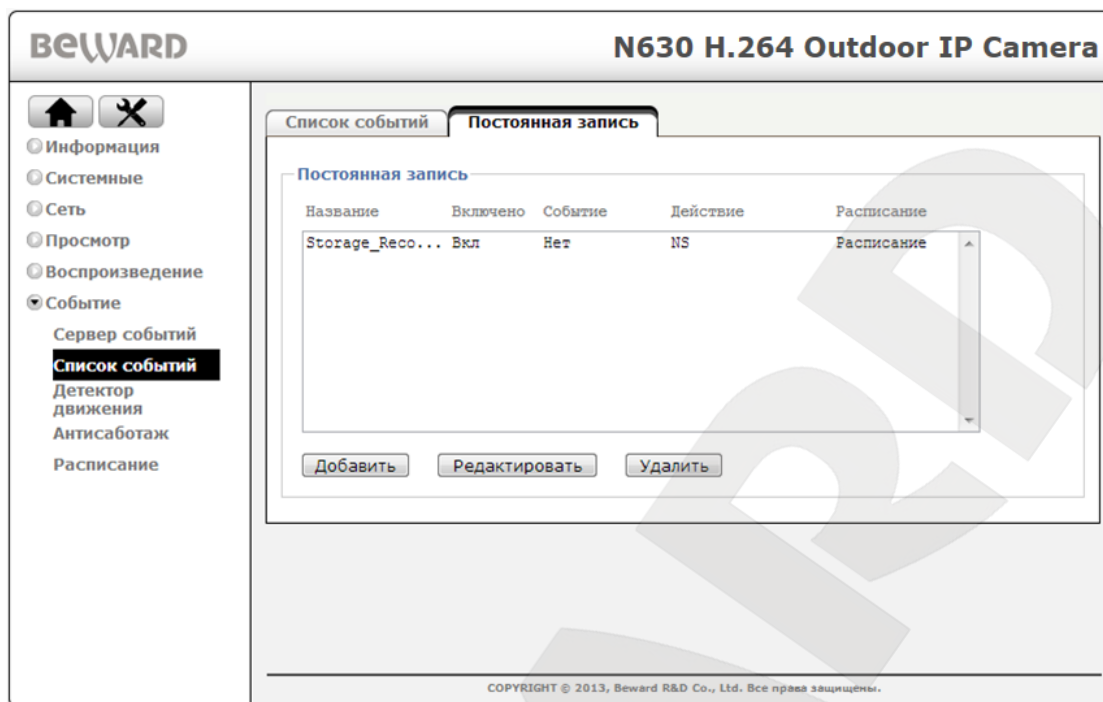 BEWARD
N630 H.264 Outdoor IP Camera
Информация
Системные
Сеть
Просмотр
Воспроизведение
Событие
Сервер событий
Список событий
Детектор
движения
Антисаботаж
Расписание
Список событий Постоянная запись
Постоянная запись
Название Включено Событие Действие Расписание
Storage_Reco... Вкл Нет NS Расписание
Добавить Редактировать Удалить
COPYRIGHT © 2013, Beward R&D Co., Ltd. Все права защищены.